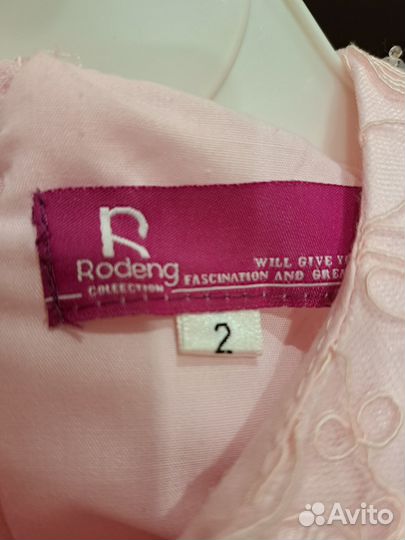 R
Rodeng
COLLECTION
WILL GIVE
FASCINATION AND
2
Avito